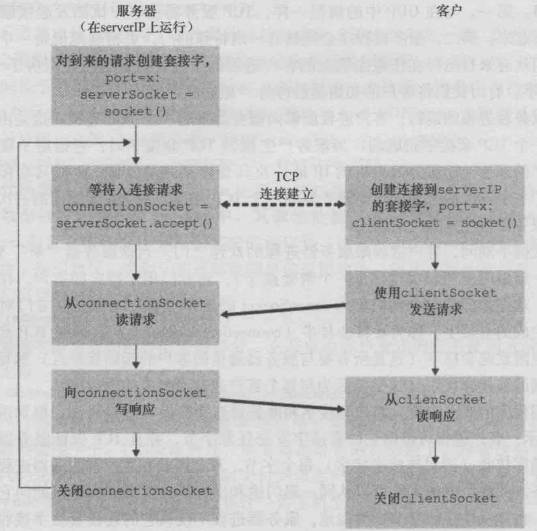 服务器
（在serverIP上运行）
客户
对到来的请求创建套接字，
port=x:
serverSocket =
socket()
等待入连接请求
connectionSocket =
serverSocket.accept()
TCP
连接建立
创建连接到serverIP
的套接字，port=x:
clientSocket = socket()
从connectionSocket
读请求
使用clientSocket
发送请求
向connectionSocket
写响应
从clienSocket
读响应
关闭connectionSocket
关闭clientSocket